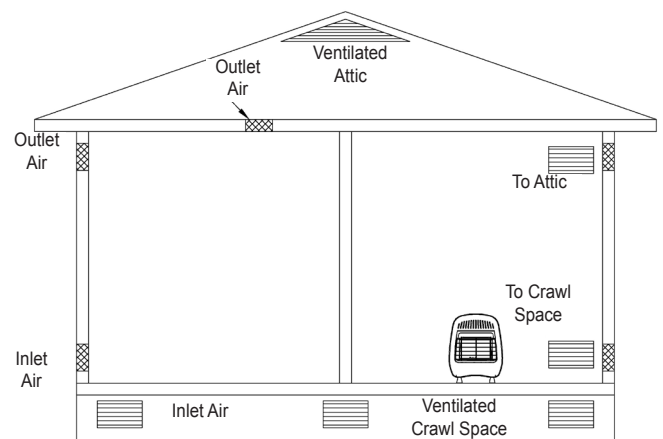 Ventilated
Attic
Outlet
Air
Outlet
Air
To Attic
To Crawl
Space
Inlet
Air
Inlet Air
Ventilated
Crawl Space